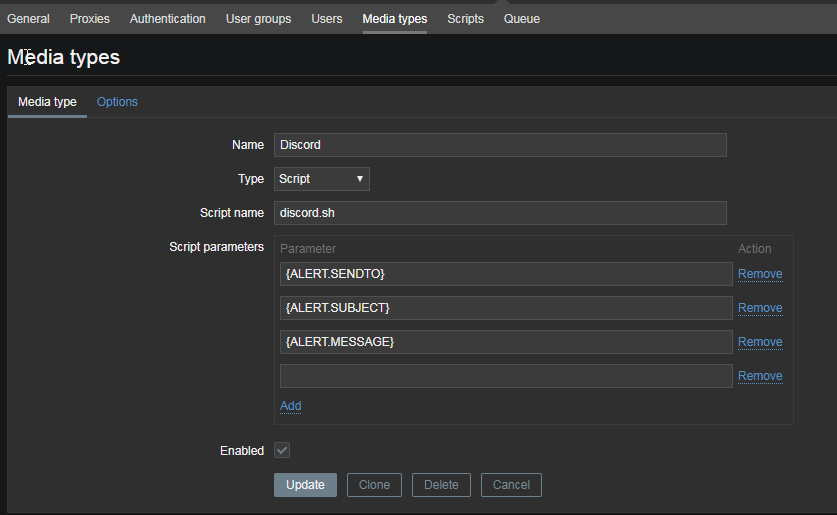 General Proxies Authentication User groups Users Media types Scripts Queue
Media types
Media type Options
Name Discord
Type Script
Script name discord.sh
Script parameters Parameter Action
{ALERT.SENDTO} Remove
{ALERT.SUBJECT} Remove
{ALERT.MESSAGE} Remove
Remove
Add
Enabled
Update Clone Delete Cancel